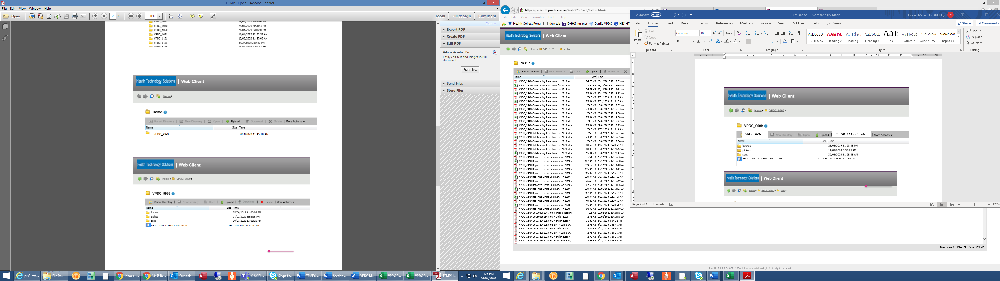 TEMP11.pdf - Adobe Reader
File Edit View Window Help
Open 2 / 3 100% Tools Fill & Sign Comment
Sign In
Export PDF
Create PDF
Edit PDF
Adobe Acrobat Pro
Easily edit text and images in PDF
documents
Start Now
Send Files
Store Files
VPDC_1021 28/01/2020 4:53:50 PM
VPDC_1040 29/01/2020 3:54:43 PM
VPDC_1050 28/01/2020 5:03:50 PM
VPDC_1071 16/01/2020 12:59:57 AM
VPDC_1101 12/02/2020 11:57:02 AM
VPDC_1121 4/02/2020 5:39:47 PM
Health Technology Solutions | Web Client
Home
Home
Parent Directory New Directory Open Upload Download Delete More Actions
Name Size Time
VPDC_9999 7/01/2020 11:45:16 AM
Health Technology Solutions | Web Client
Home VPDC_9999
VPDC_9999
Parent Directory New Directory Open Upload Download Delete More Actions
Name Size Time
backup 25/06/2019 11:00:08 PM
pickup 11/02/2020 6:56:26 PM
sent 30/01/2020 11:09:35 AM
VPDC_9999_202001310945_01.txt 2.17 KB 13/02/2020 11:22:51 AM
https://prs2-mft.prod.services/Web%20Client/ListDir.htm#
File Edit View Favorites Tools Help
Health Collect Portal New tab DHHS Intranet DynEq VPDC HSS HT
Health Technology Solutions | Web Client
Home VPDC_2440 pickup
pickup
Parent Directory New Directory Open Upload Download
Name Size Time
VPDC_2440 Outstanding Rejections for 2019 at... 74.79 KB 23/12/2019 12:15:59 AM
VPDC_2440 Outstanding Rejections for 2019 at... 23.94 KB 23/12/2019 12:15:59 AM
VPDC_2440 Outstanding Rejections for 2019 at... 74.79 KB 30/12/2019 12:14:11 AM
VPDC_2440 Outstanding Rejections for 2019 at... 23.94 KB 30/12/2019 12:14:12 AM
VPDC_2440 Outstanding Rejections for 2019 at... 74.8 KB 6/01/2020 12:15:17 AM
VPDC_2440 Outstanding Rejections for 2019 at... 23.94 KB 6/01/2020 12:15:18 AM
VPDC_2440 Outstanding Rejections for 2019 at... 74.8 KB 13/01/2020 12:15:52 AM
VPDC_2440 Outstanding Rejections for 2019 at... 23.94 KB 13/01/2020 12:15:53 AM
VPDC_2440 Outstanding Rejections for 2019 at... 74.8 KB 20/01/2020 12:14:58 AM
VPDC_2440 Outstanding Rejections for 2019 at... 23.94 KB 20/01/2020 12:14:58 AM
VPDC_2440 Outstanding Rejections for 2019 at... 74.8 KB 27/01/2020 12:16:22 AM
VPDC_2440 Outstanding Rejections for 2019 at... 23.94 KB 27/01/2020 12:16:23 AM
VPDC_2440 Outstanding Rejections for 2019 at... 74.8 KB 3/02/2020 12:15:14 AM
VPDC_2440 Outstanding Rejections for 2019 at... 74.8 KB 10/02/2020 12:15:04 AM
VPDC_2440 Outstanding Rejections for 2019 at... 23.94 KB 10/02/2020 12:15:05 AM
VPDC_2440 Outstanding Rejections for 2019 at... 74.8 KB 10/02/2020 12:15:04 AM
VPDC_2440 Outstanding Rejections for 2020 at... 88.59 KB 3/02/2020 12:20:52 AM
VPDC_2440 Outstanding Rejections for 2020 at... 88.33 KB 10/02/2020 12:20:42 AM
VPDC_2440 Outstanding Rejections for 2020 at... 15.94 KB 10/02/2020 12:20:42 AM
VPDC_2440 Reported Births Summary for 2019... 251 KB 23/12/2019 12:15:56 AM
VPDC_2440 Reported Births Summary for 2019... 487.94 KB 23/12/2019 12:15:58 AM
VPDC_2440 Reported Births Summary for 2019... 249.17 KB 30/12/2019 12:14:10 AM
VPDC_2440 Reported Births Summary for 2019... 495.94 KB 30/12/2019 12:14:11 AM
VPDC_2440 Reported Births Summary for 2019... 265.47 KB 6/01/2020 12:15:15 AM
VPDC_2440 Reported Births Summary for 2019... 519.94 KB 6/01/2020 12:15:16 AM
VPDC_2440 Reported Births Summary for 2019... 267.3 KB 13/01/2020 12:15:49 AM
VPDC_2440 Reported Births Summary for 2019... 267.63 KB 20/01/2020 12:14:56 AM
VPDC_2440 Reported Births Summary for 2019... 519.94 KB 20/01/2020 12:14:57 AM
VPDC_2440 Reported Births Summary for 2019... 267.84 KB 3/02/2020 12:15:12 AM
VPDC_2440 Reported Births Summary for 2019... 519.94 KB 3/02/2020 12:15:14 AM
VPDC_2440 Reported Births Summary for 2020... 49.48 KB 3/02/2020 12:20:50 AM
VPDC_2440 Reported Births Summary for 2020... 55.94 KB 3/02/2020 12:20:51 AM
VPDC_2440 Reported Births Summary for 2020... 60.92 KB 10/02/2020 12:20:40 AM
VPDC_2440_201908261945_03_Clinician_Report... 3.1 KB 10/02/2020 10:24:45 AM
VPDC_2440_201908261945_03_Vendor_Report_... 2.71 KB 10/02/2020 10:24:45 AM
VPDC_2440_201912241053_01_Vendor_Report_... 71.35 KB 2/01/2020 4:04:22 PM
VPDC_2440_201912241053_02_Error_Summary... 2.71 KB 3/01/2020 1:35:45 AM
VPDC_2440_201912241053_02_Vendor_Report_... 2.72 KB 3/01/2020 1:35:45 AM
VPDC_2440_201912301633_01_Error_Summary... 2.71 KB 4/01/2020 5:26:35 AM
VPDC_2440_201912301633_01_Vendor_Report_... 2.72 KB 4/01/2020 5:26:35 AM
VPDC_2440_201912302224_01_Error_Summary... 2.68 KB 5/01/2020 2:26:46 AM
Directories: 0 Files: 59 Size: 5.78 MB
Serv-U 15.1.4.6 © 1995 - 2020 SolarWinds Worldwide, LLC. All rights reserved.
AutoSave Off TEMP6.docx - Compatibility Mode Joanne McLachlan (DHHS) JM
File Home Insert Design Layout References Mailings Review View Add-ins Help Search Share Comments
Paste Cut Copy Format Painter
Cambria 10
AaBbCcDı AaBbC AaBbC AaBbCcI AaB AaBbCcD AaBbCcDdI AaBbCcDdı
¶ DHHS b... Heading 2 Heading 1 Heading 3 Title Subtitle Subtle Em... Emphasis
Find Replace Select
Clipboard Font Paragraph Styles Editing
Health Technology Solutions | Web Client
Home VPDC_9999
VPDC_9999
VPDC_9999 New Directory Open Upload 7/01/2020 11:45:16 AM More Actions
Name Size Time
backup 25/06/2019 11:00:08 PM
pickup 11/02/2020 6:56:26 PM
sent 30/01/2020 11:09:35 AM
VPDC_9999_202001310945_01.txt 2.17 KB 13/02/2020 11:22:51 AM
Health Technology Solutions | Web Client
Home VPDC_9999 sent
Page 2 of 4 36 words 120%
prs2-mft... File Ex... Inbox (1,... 13/56 Be... Outlook XLSX Fil... Skype fo... TEMP6.... Section ... VPDC M... VPDC R... VPDC R... TEMP11... 9:25 PM
14/02/2020